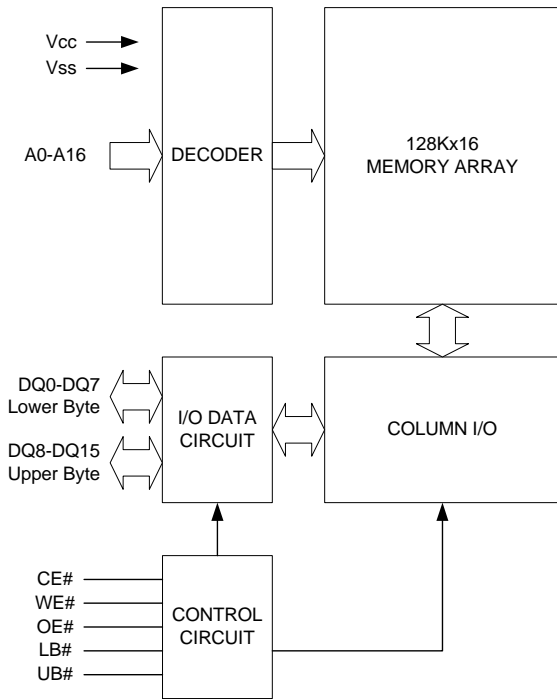 Vcc
Vss
A0-A16
DECODER
128Kx16
MEMORY ARRAY
DQ0-DQ7
Lower Byte
DQ8-DQ15
Upper Byte
I/O DATA
CIRCUIT
COLUMN I/O
CE#
WE#
OE#
LB#
UB#
CONTROL
CIRCUIT